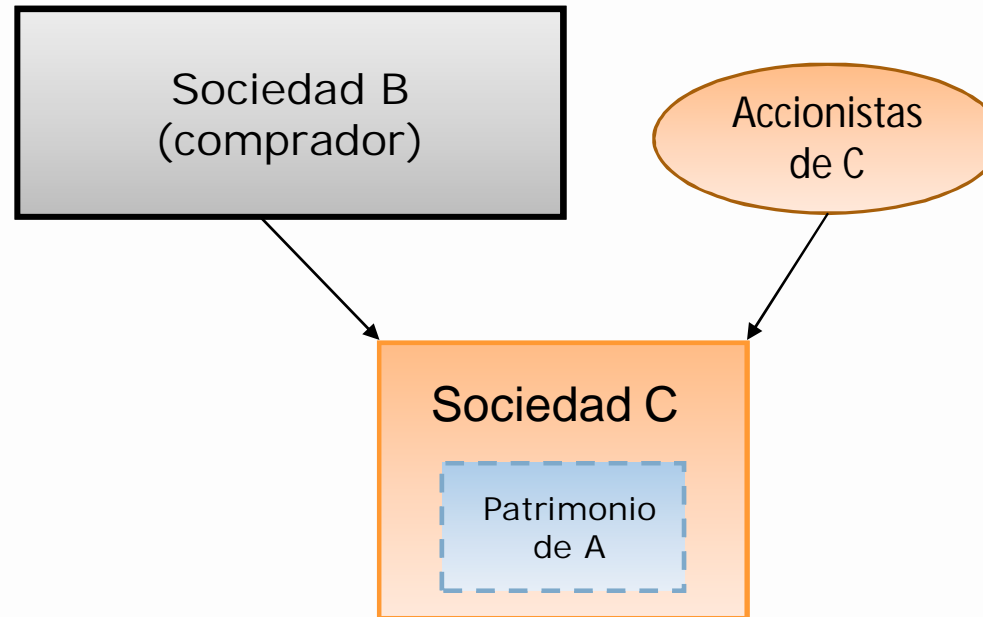 Sociedad B
(comprador)
Accionistas
de C
Sociedad C
Patrimonio
de A